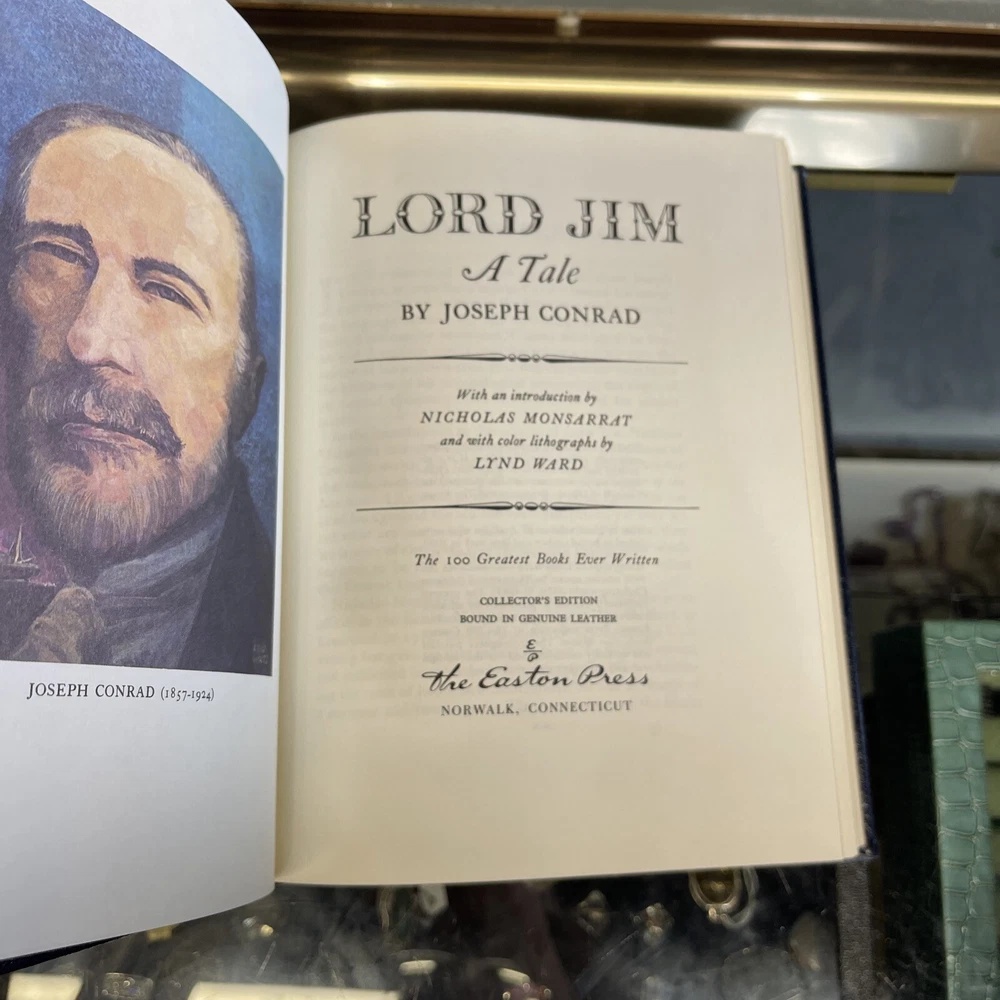 JOSEPH CONRAD (1857-1924)
LORD JIM
A Tale
BY JOSEPH CONRAD
With an introduction by
NICHOLAS MONSARRAT
and with color lithographs by
LYND WARD
The 100 Greatest Books Ever Written
COLLECTOR'S EDITION
BOUND IN GENUINE LEATHER
E
P
the Easton Press
NORWALK, CONNECTICUT